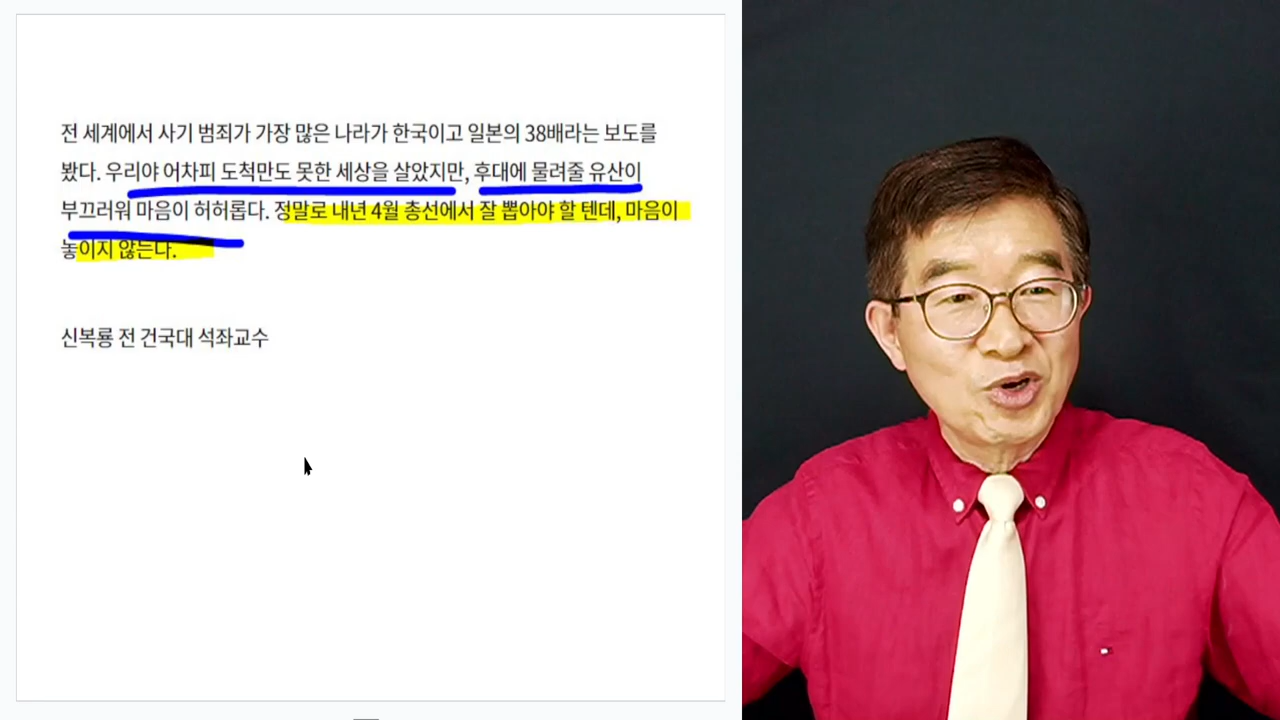 전 세계에서 사기 범죄가 가장 많은 나라가 한국이고 일본의 38배라는 보도를
봤다. 우리야 어차피 도척만도 못한 세상을 살았지만, 후대에 물려줄 유산이
부끄러워 마음이 허허롭다. 정말로 내년 4월 총선에서 잘 뽑아야 할 텐데, 마음이
놓이지 않는다.
신복룡 전 건국대 석좌교수